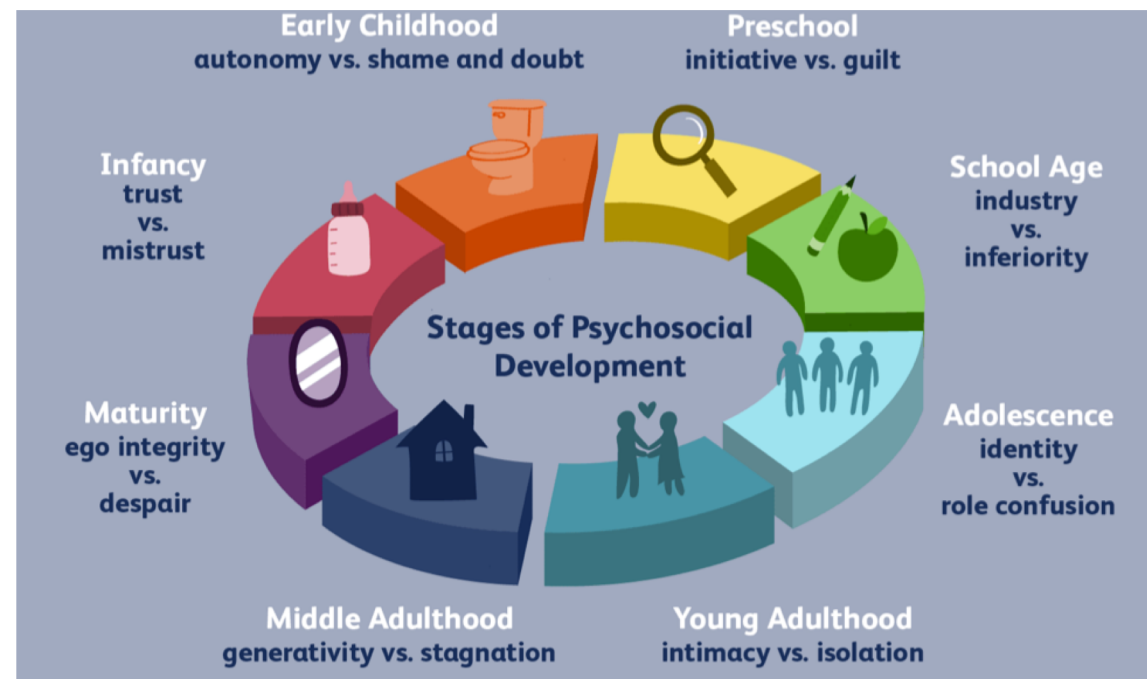 Early Childhood
autonomy vs. shame and doubt
Preschool
initiative vs. guilt
Infancy
trust
vs.
mistrust
School Age
industry
vs.
inferiority
Stages of Psychosocial
Development
Maturity
ego integrity
vs.
despair
Adolescence
identity
vs.
role confusion
Middle Adulthood
generativity vs. stagnation
Young Adulthood
intimacy vs. isolation